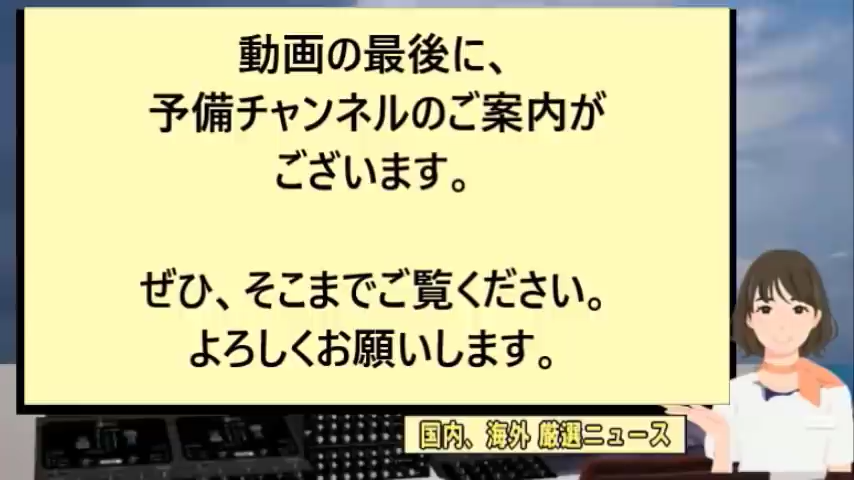 動画の最後に、
予備チャンネルのご案内が
ございます。
ぜひ、そこまでご覧ください。
よろしくお願いします。
国内、海外 厳選ニュース